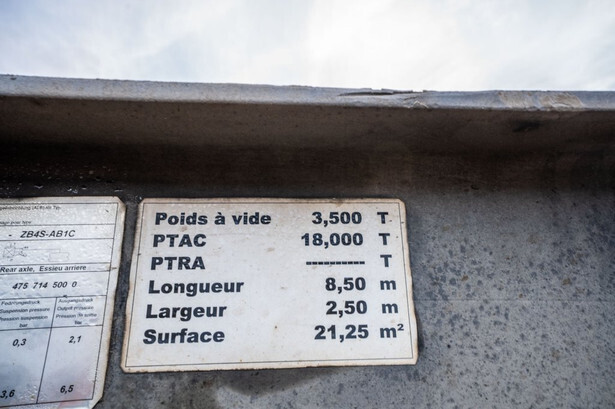 - ZB4S-AB1C
Rear axle, Essieu arriere
475 714 500 0
0,3 2,1
3,6 6,5
Poids à vide 3,500 T
PTAC 18,000 T
PTRA ---------- T
Longueur 8,50 m
Largeur 2,50 m
Surface 21,25 m²